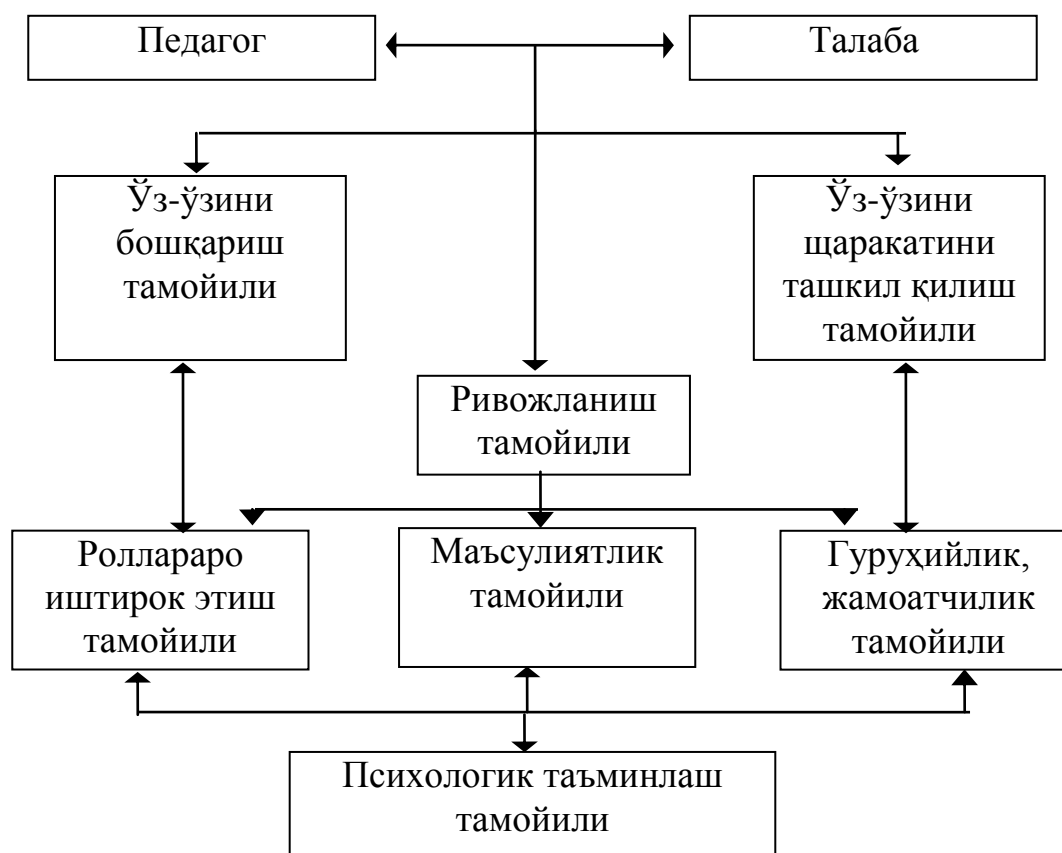 Педагог
Талаба
Ўз-ўзини
бошқариш
тамойили
Ўз-ўзини
щаракатини
ташкил қилиш
тамойили
Ривожланиш
тамойили
Роллараро
иштирок этиш
тамойили
Маъсулиятлик
тамойили
Гуруҳийлик,
жамоатчилик
тамойили
Психологик таъминлаш
тамойили